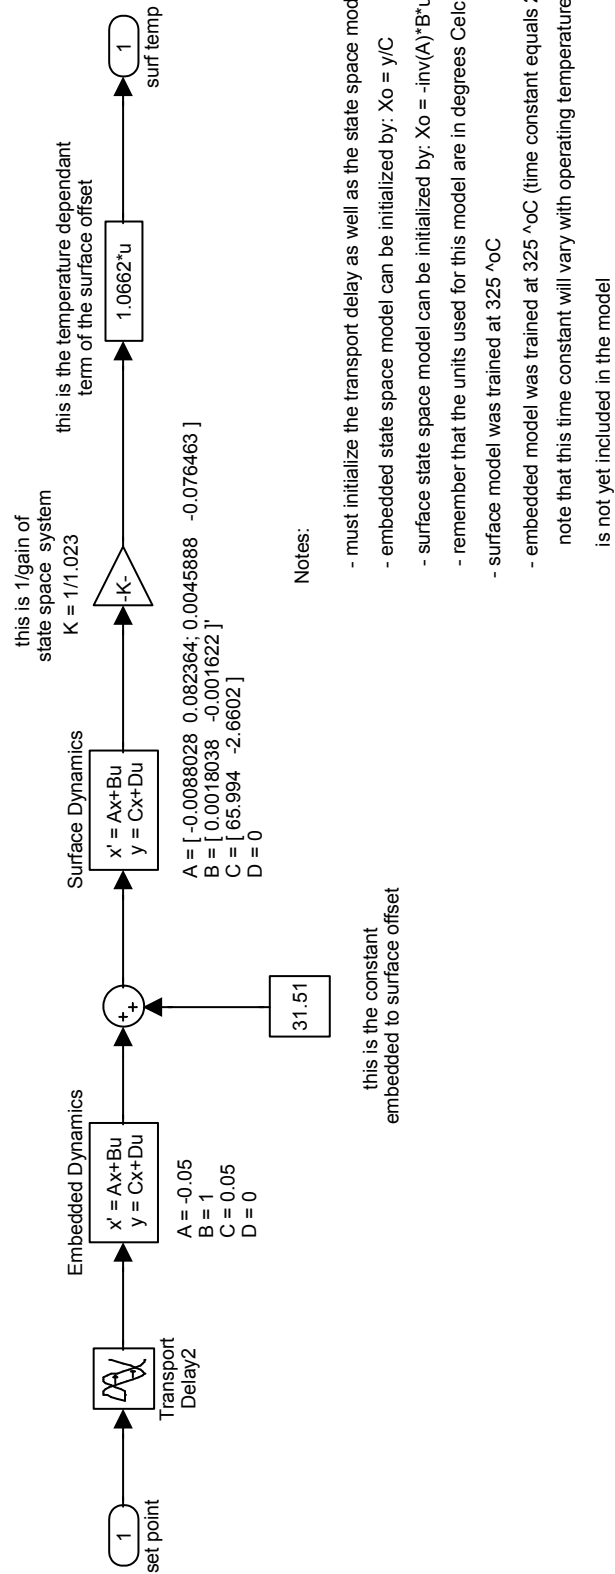 1
set point
Transport
Delay2
Embedded Dynamics
x' = Ax+Bu
y = Cx+Du
A = -0.05
B = 1
C = 0.05
D = 0
31.51
this is the constant
embedded to surface offset
Surface Dynamics
x' = Ax+Bu
y = Cx+Du
A = [ -0.0088028 0.082364; 0.0045888 -0.076463 ]
B = [ 0.0018038 -0.001622 ]'
C = [ 65.994 -2.6602 ]
D = 0
this is 1/gain of
state space system
K = 1/1.023
-K-
this is the temperature dependant
term of the surface offset
1.0662*u
1
surf temp
Notes:
- must initialize the transport delay as well as the state space
- embedded state space model can be initialized by: Xo = y/C
- surface state space model can be initialized by: Xo = -inv(A)*B*u
- remember that the units used for this model are in degrees
- surface model was trained at 325 ^oC
- embedded model was trained at 325 ^oC (time constant equals
note that this time constant will vary with operating temperature
is not yet included in the model